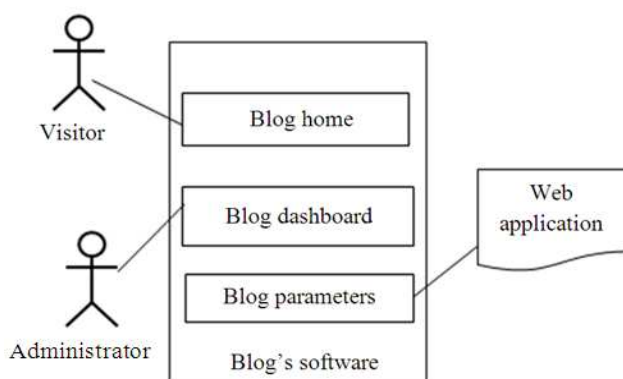 Visitor
Blog home
Blog dashboard
Web
application
Blog parameters
Administrator
Blog's software